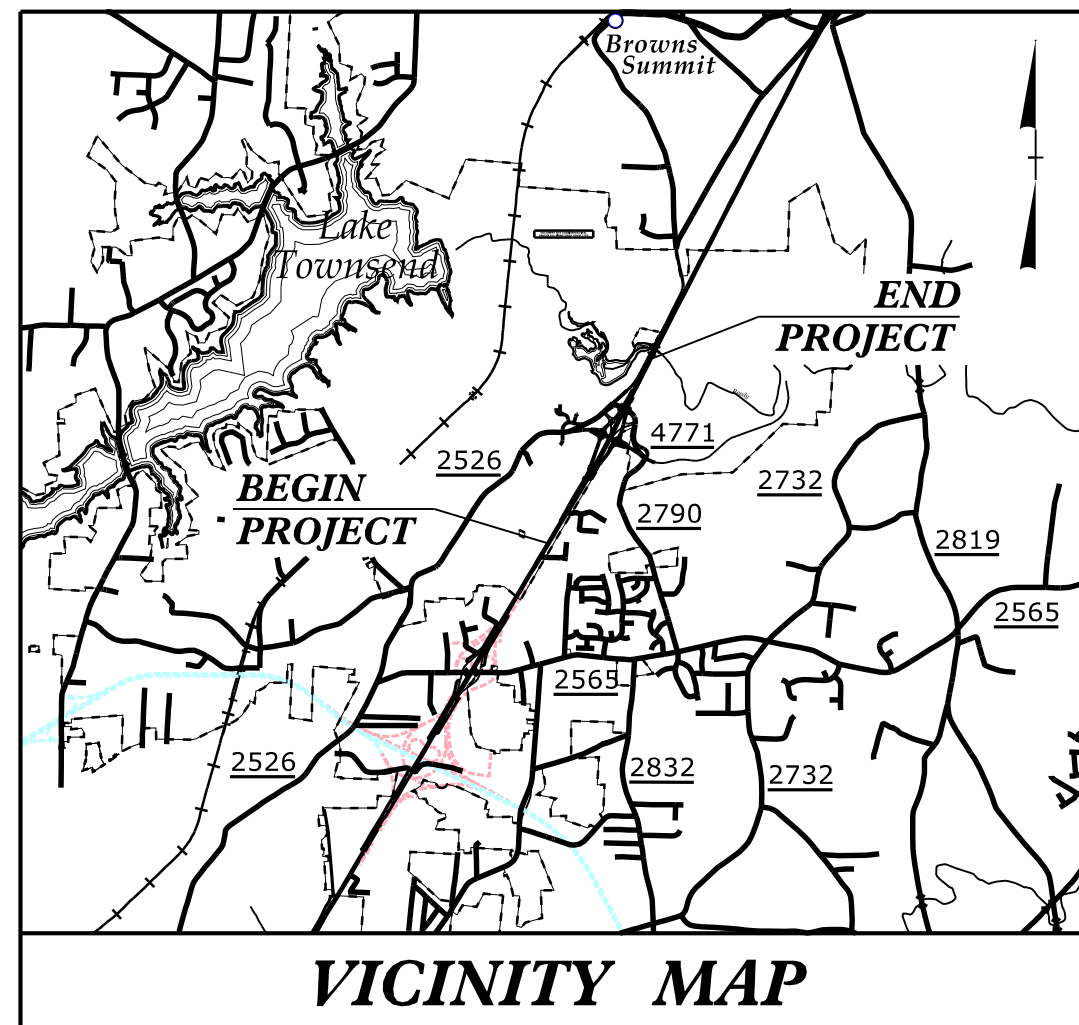 Browns
Summit
Lake
Townsend
END
PROJECT
4771
2526
BEGIN
PROJECT
2732
2790
2819
2565
2565
2526
2832
2732
VICINITY MAP